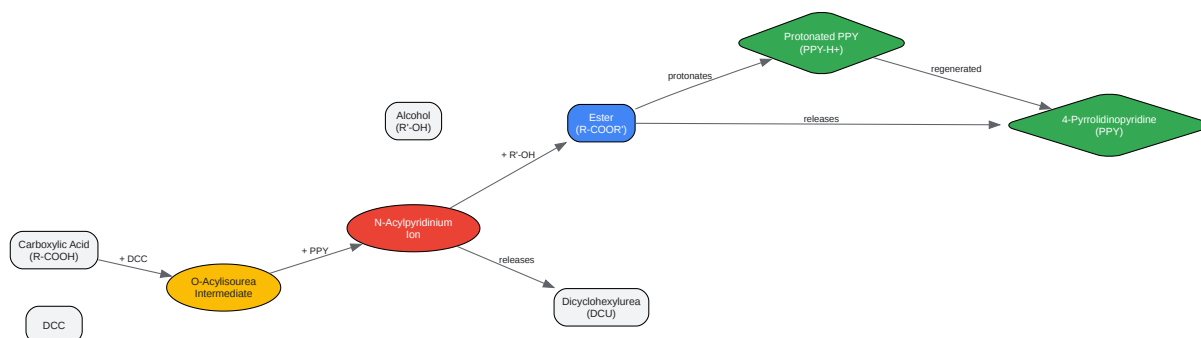 Protonated PPY
(PPY-H+)
protonates
regenerated
Alcohol
(R'-OH)
Ester
(R-COOR')
releases
4-Pyrrolidinopyridine
(PPY)
+ R'-OH
N-Acylpyridinium
Ion
Carboxylic Acid
(R-COOH)
+ DCC
+ PPY
releases
O-Acylisourea
Intermediate
Dicyclohexylurea
(DCU)
DCC